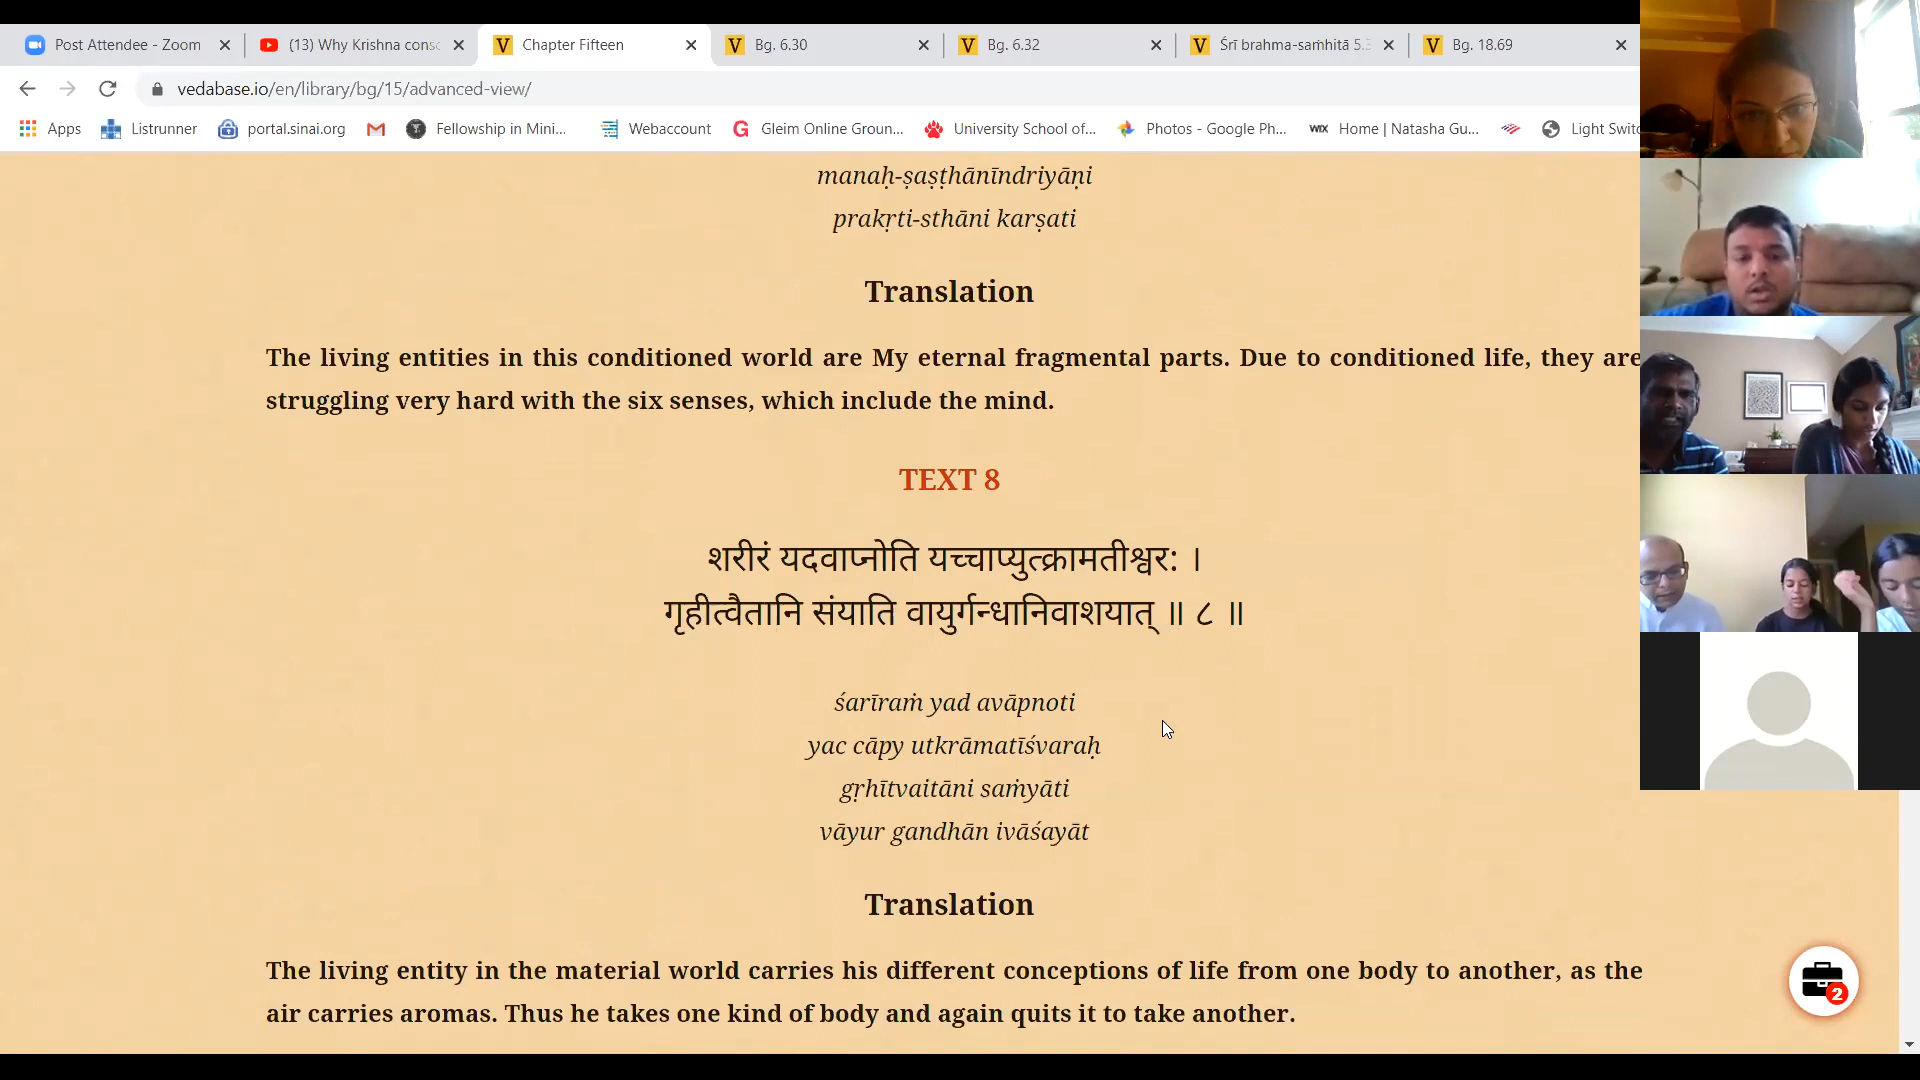 Post Attendee - Zoom
(13) Why Krishna consc
Chapter Fifteen
Bg. 6.30
Bg. 6.32
Śrī brahma-saṁhitā 5.3
Bg. 18.69
vedabase.io/en/library/bg/15/advanced-view/
Apps
Listrunner
portal.sinai.org
Fellowship in Mini...
Webaccount
Gleim Online Groun...
University School of...
Photos - Google Ph...
WIX
Home | Natasha Gu...
Light Switc
manaḥ-ṣaṣṭhānīndriyāṇi
prakṛti-sthāni karṣati
Translation
The living entities in this conditioned world are My eternal fragmental parts. Due to conditioned life, they are
struggling very hard with the six senses, which include the mind.
TEXT 8
शरीरं यदवाप्‍नोति यच्‍चाप्युत्क्रामतीश्वर: ।
गृहीत्वैतानि संयाति वायुर्गन्धानिवाशयात् ॥ ८ ॥
śarīraṁ yad avāpnoti
yac cāpy utkrāmatīśvaraḥ
gṛhītvaitāni saṁyāti
vāyur gandhān ivāśayāt
Translation
The living entity in the material world carries his different conceptions of life from one body to another, as the
air carries aromas. Thus he takes one kind of body and again quits it to take another.
2